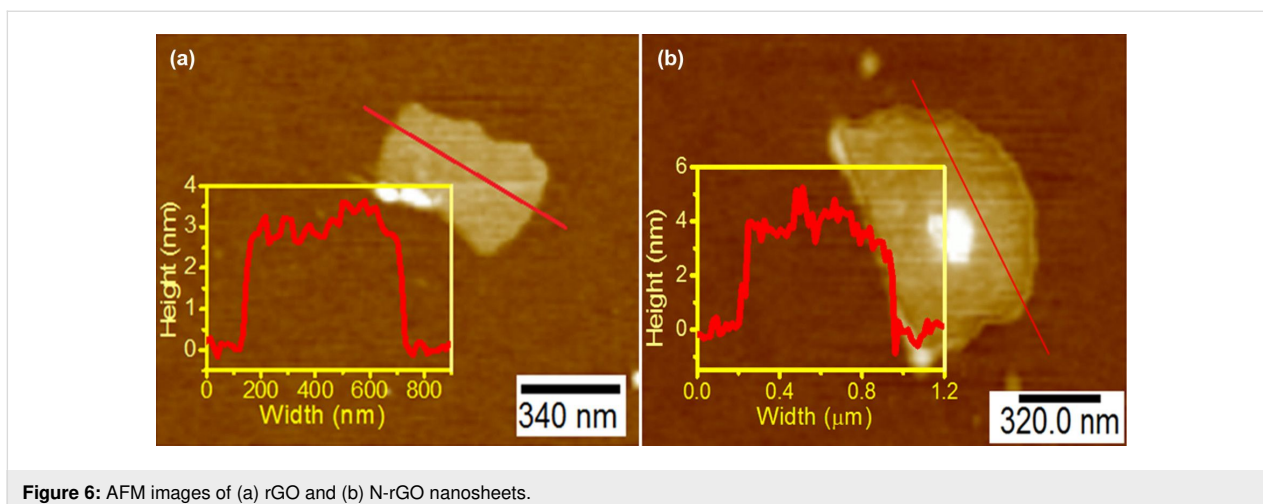 (a)
4
3
2
1
0
Height (nm)
0 200 400 600 800
Width (nm)
340 nm
(b)
6
4
2
0
Height (nm)
0.0 0.4 0.8 1.2
Width (μm)
320.0 nm
Figure 6: AFM images of (a) rGO and (b) N-rGO nanosheets.